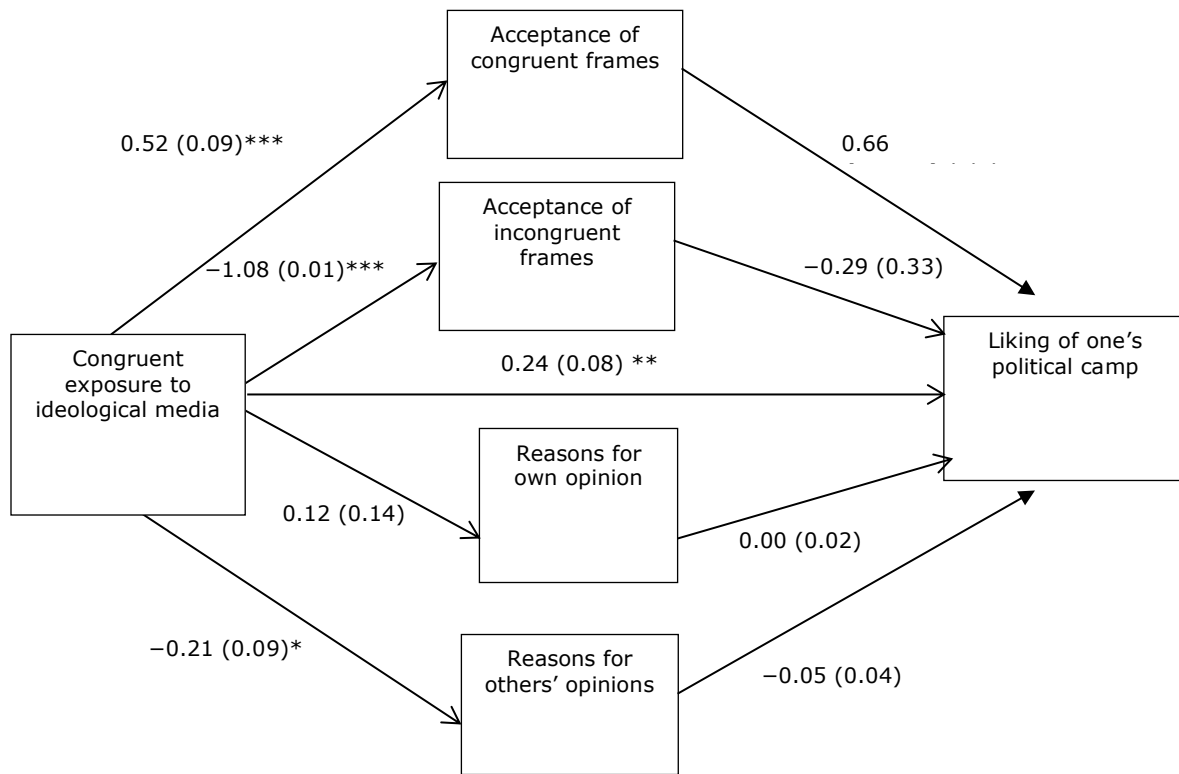 Acceptance of
congruent frames
0.52 (0.09)***
0.66
Acceptance of
incongruent
frames
−1.08 (0.01)***
−0.29 (0.33)
Congruent
exposure to
ideological media
0.24 (0.08) **
Liking of one’s
political camp
Reasons for
own opinion
0.12 (0.14)
0.00 (0.02)
−0.21 (0.09)*
Reasons for
others’ opinions
−0.05 (0.04)